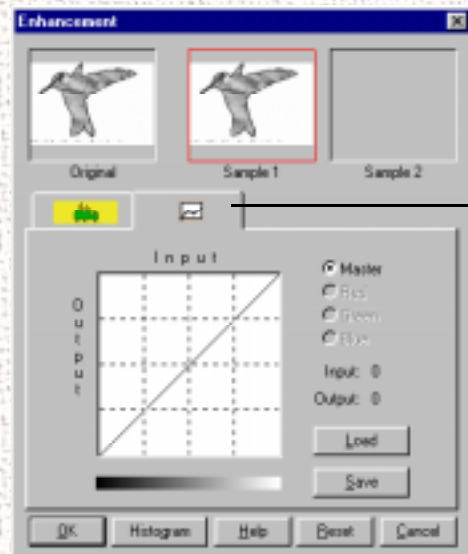 Enhancement
Original
Sample 1
Sample 2
Input
Output
Master
Red
Green
Blue
Input: 0
Output: 0
Load
Save
OK
Histogram
Help
Reset
Cancel